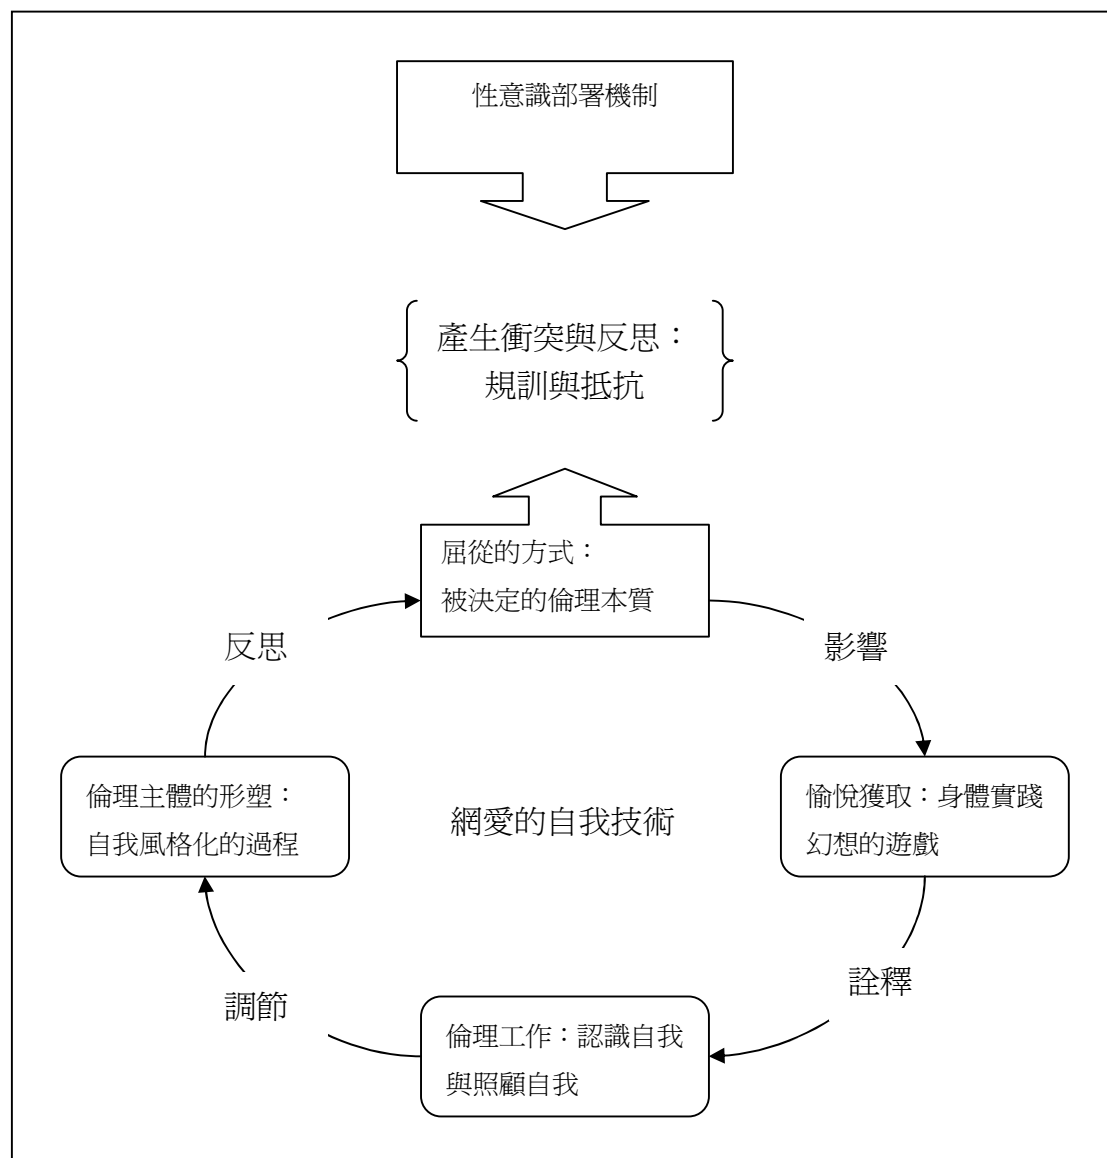 性意識部署機制
產生衝突與反思：
規訓與抵抗
屈從的方式：
被決定的倫理本質
反思
影響
倫理主體的形塑：
自我風格化的過程
網愛的自我技術
愉悅獲取：身體實踐
幻想的遊戲
調節
詮釋
倫理工作：認識自我
與照顧自我